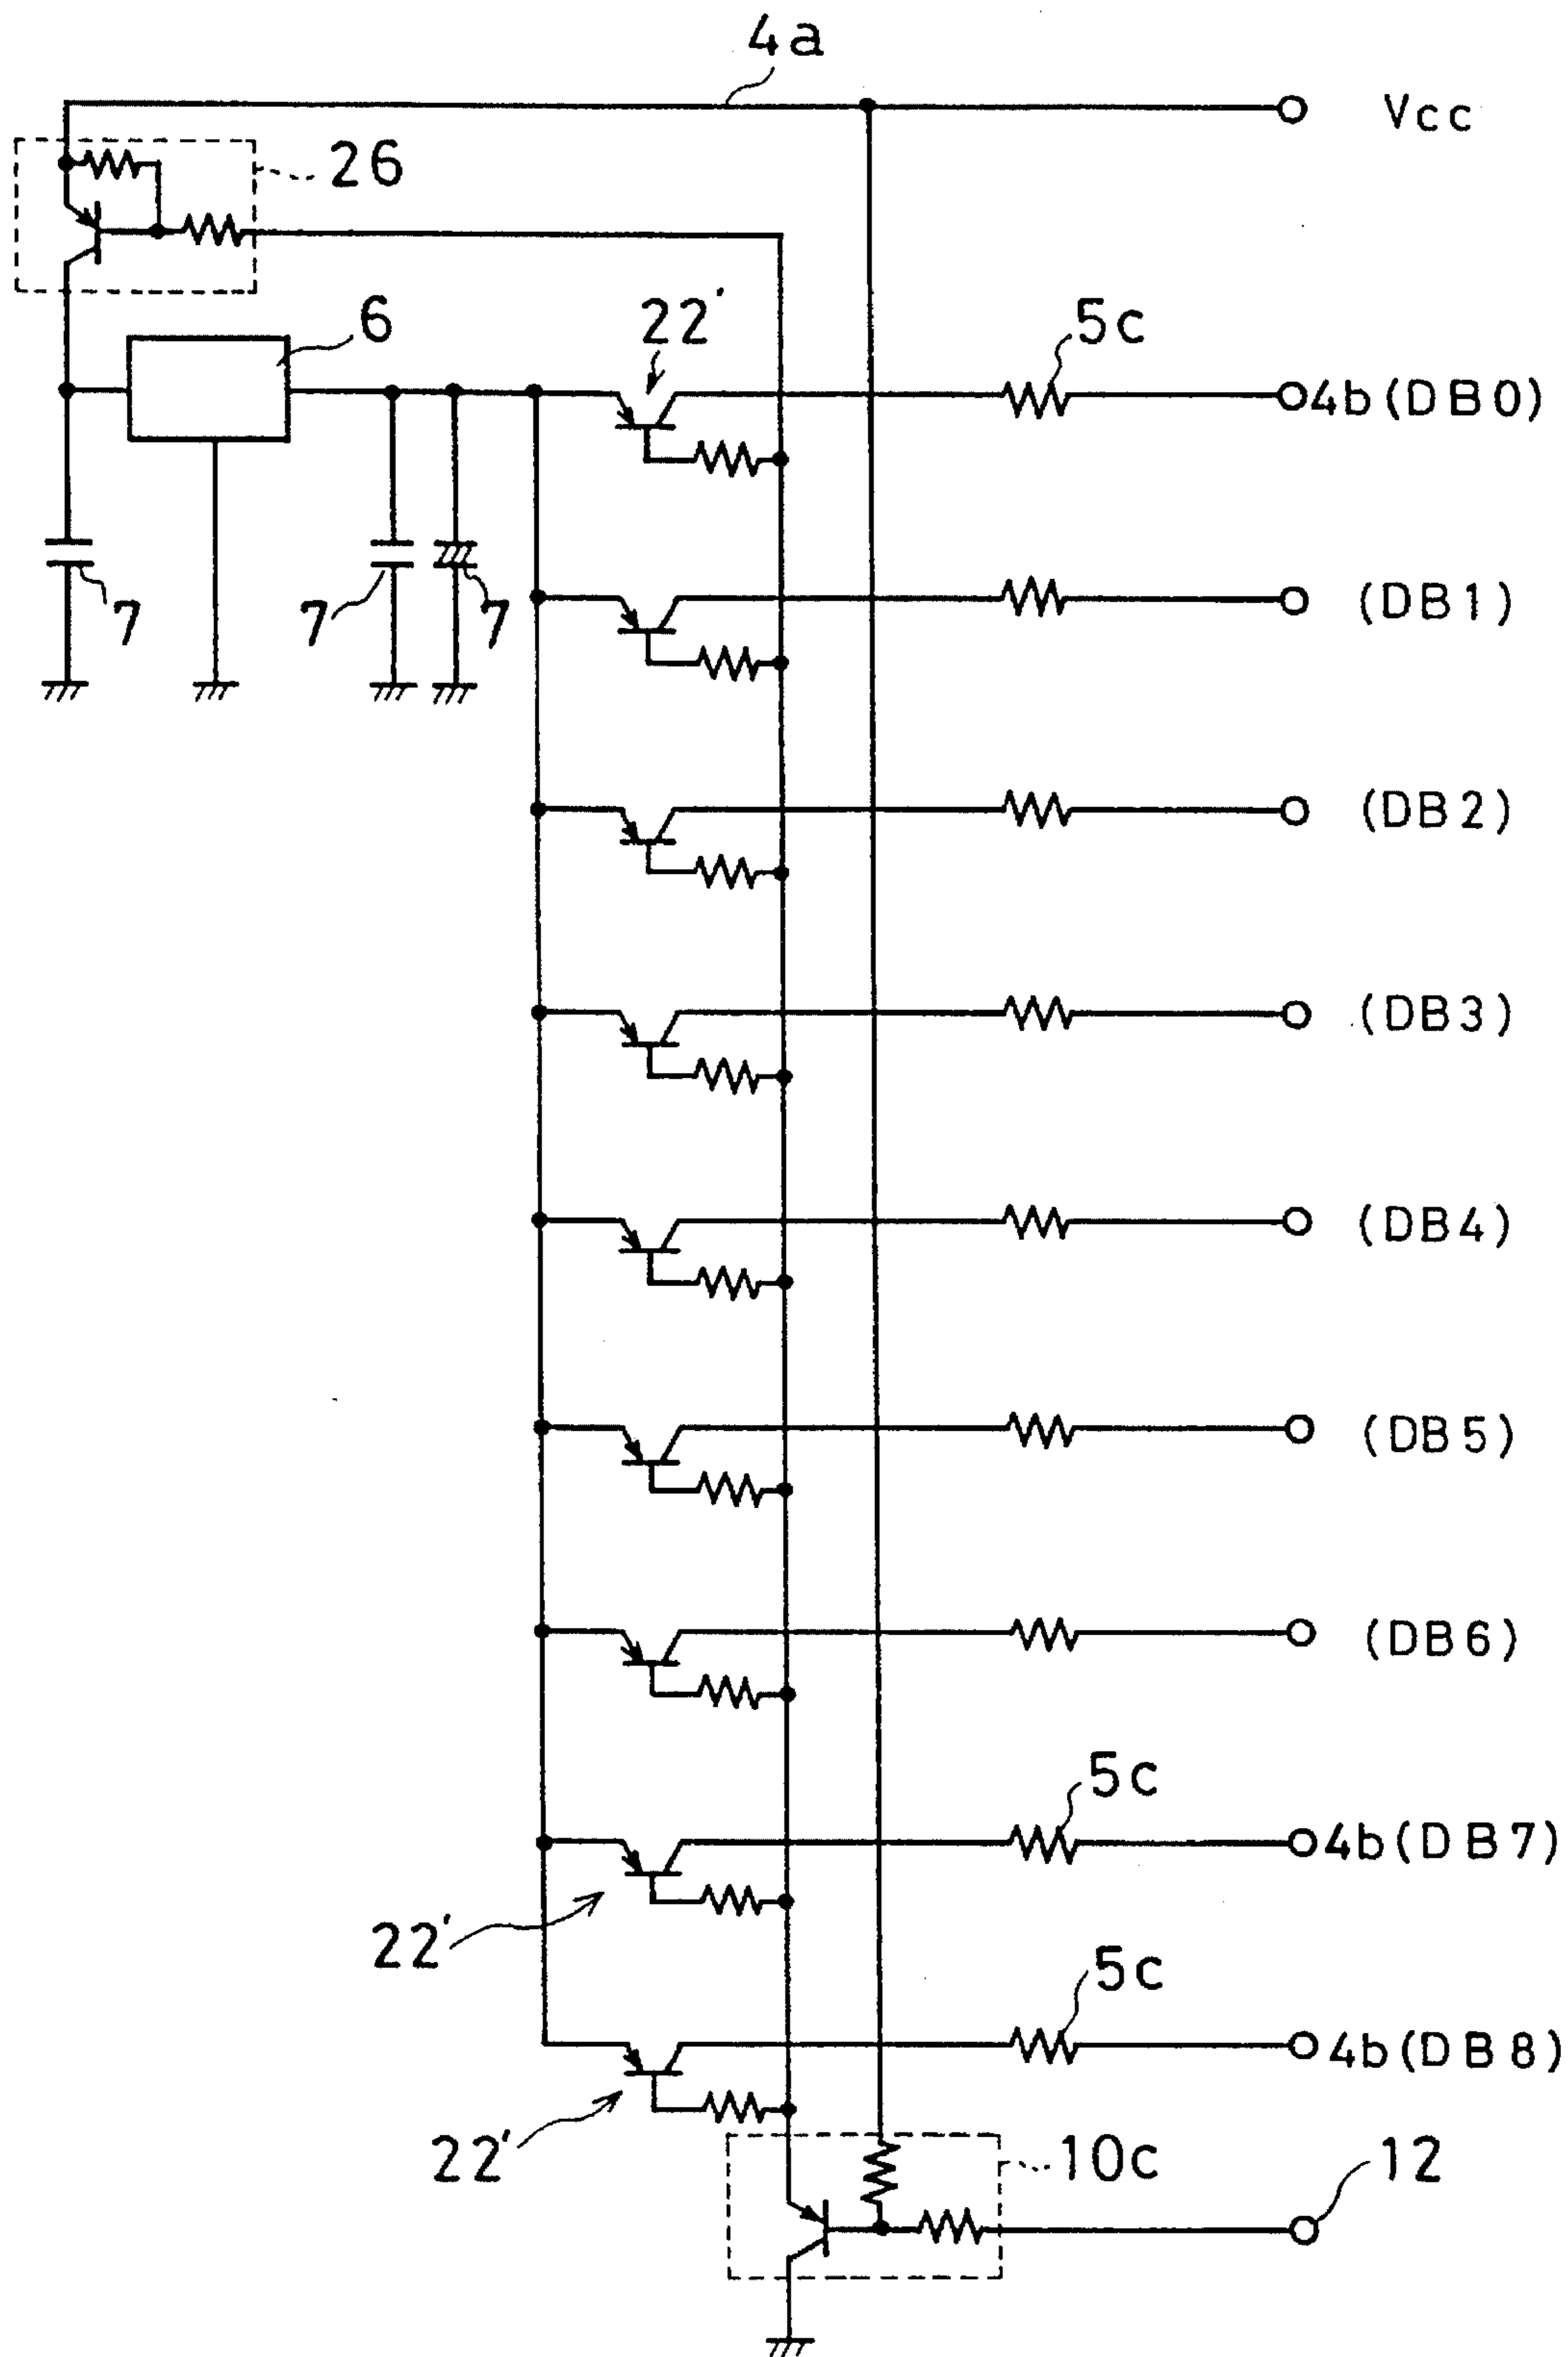 4a
Vcc
26
6
22'
5c
4b(DB0)
7
7
7
(DB1)
(DB2)
(DB3)
(DB4)
(DB5)
(DB6)
5c
4b(DB7)
22'
5c
4b(DB8)
22'
10c
12